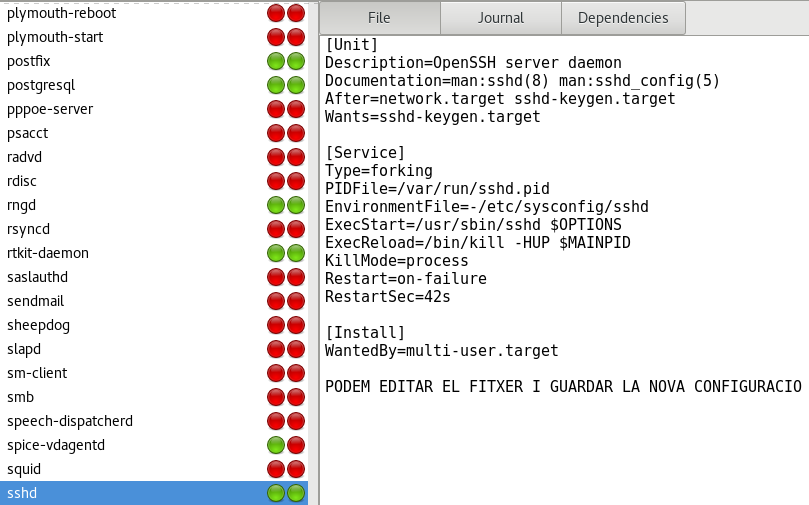 plymouth-reboot
plymouth-start
postfix
postgresql
pppoe-server
psacct
radvd
rdisc
rngd
rsyncd
rtkit-daemon
saslauthd
sendmail
sheepdog
slapd
sm-client
smb
speech-dispatcherd
spice-vdagentd
squid
sshd
File Journal Dependencies
[Unit]
Description=OpenSSH server daemon
Documentation=man:sshd(8) man:sshd_config(5)
After=network.target sshd-keygen.target
Wants=sshd-keygen.target
[Service]
Type=forking
PIDFile=/var/run/sshd.pid
EnvironmentFile=-/etc/sysconfig/sshd
ExecStart=/usr/sbin/sshd $OPTIONS
ExecReload=/bin/kill -HUP $MAINPID
KillMode=process
Restart=on-failure
RestartSec=42s
[Install]
WantedBy=multi-user.target
PODEM EDITAR EL FITXER I GUARDAR LA NOVA CONFIGURACIO